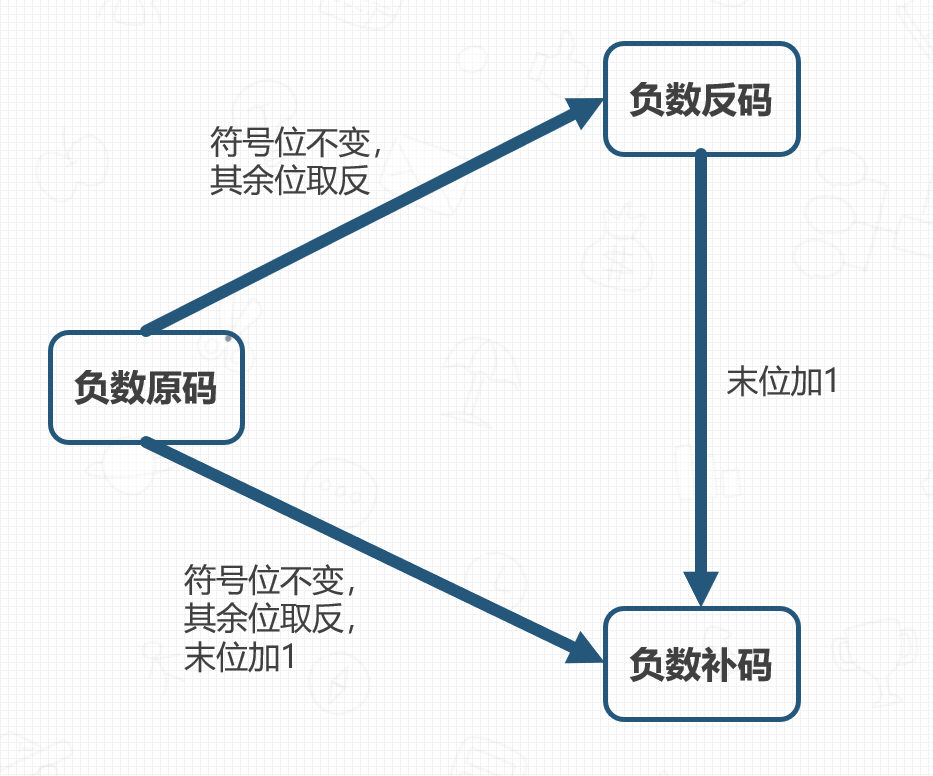 负数反码
符号位不变，
其余位取反
负数原码
末位加1
符号位不变，
其余位取反，
末位加1
负数补码